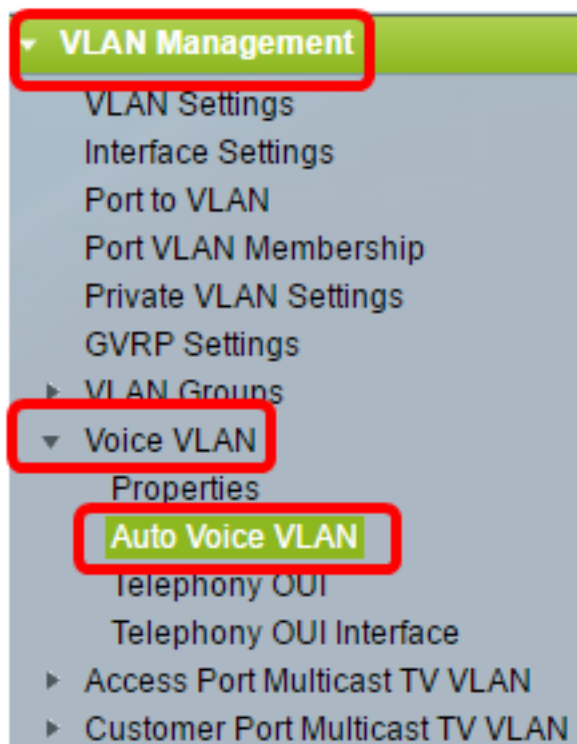 VLAN Management
VLAN Settings
Interface Settings
Port to VLAN
Port VLAN Membership
Private VLAN Settings
GVRP Settings
VLAN Groups
Voice VLAN
Properties
Auto Voice VLAN
Telephony OUI
Telephony OUI Interface
Access Port Multicast TV VLAN
Customer Port Multicast TV VLAN